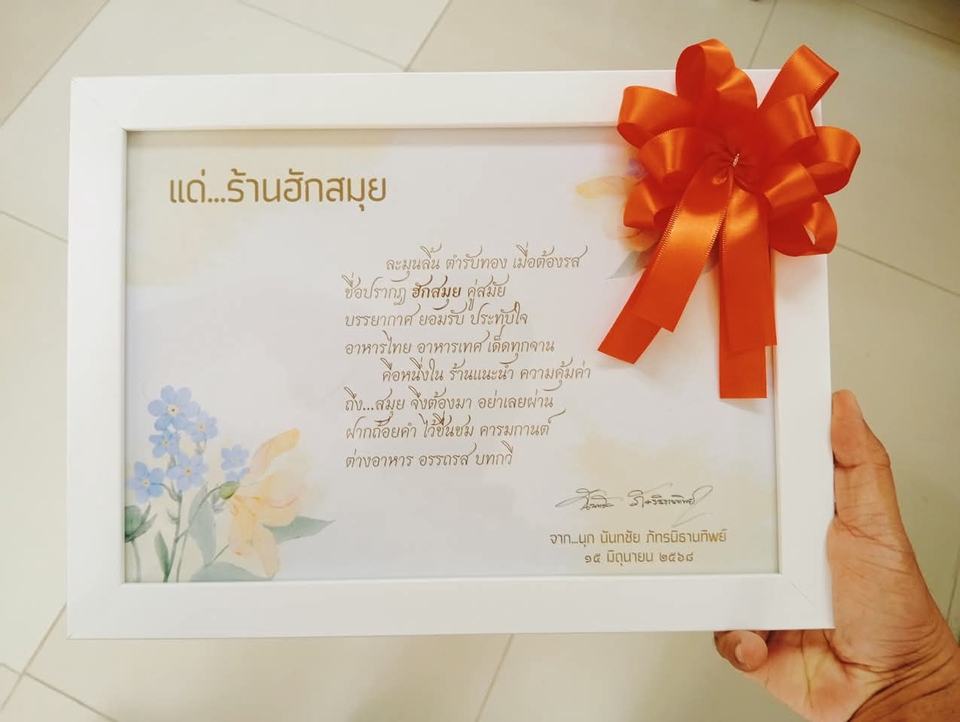 แด่...ร้านฮักสมุย
ละมุนลิ้น ตำรับทอง เมื่อต้องรส
ชื่อปรากฏ ฮักสมุย คู่สมัย
บรรยากาศ ยอมรับ ประทับใจ
อาหารไทย อาหารเทศ เด็ดทุกจาน
คือหนึ่งใน ร้านแนะนำ ความคุ้มค่า
ถึง...สมุย จึงต้องมา อย่าเลยผ่าน
ฝากถ้อยคำ ไว้ชื่นชม คารมกานต์
ต่างอาหาร อรรถรส บทกวี
จาก...นุภ นันทชัย ภัทรนิธานทิพย์
๑๕ มิถุนายน ๒๕๖๘